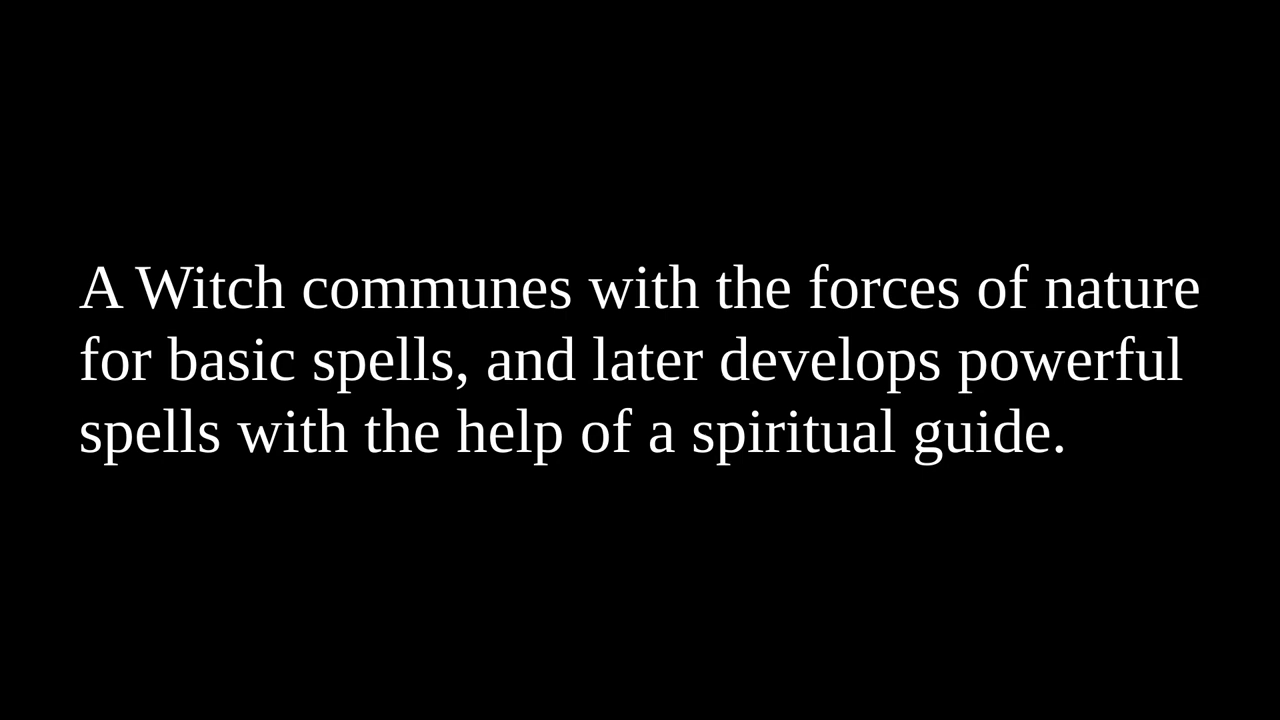 A Witch communes with the forces of nature
for basic spells, and later develops powerful
spells with the help of a spiritual guide.